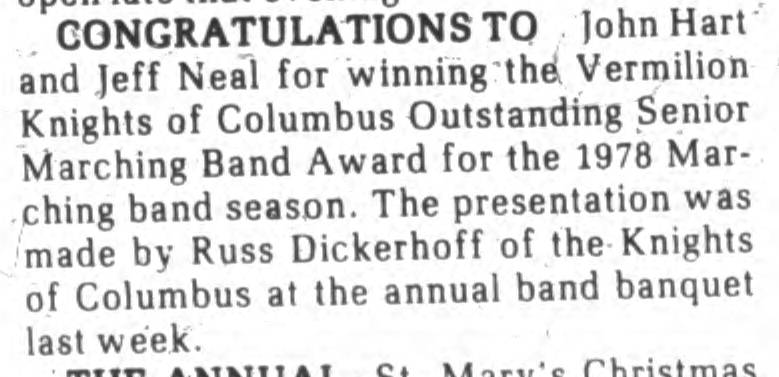 CONGRATULATIONS TO John Hart
and Jeff Neal for winning the Vermilion
Knights of Columbus Outstanding Senior
Marching Band Award for the 1978 Mar-
ching band season. The presentation was
made by Russ Dickerhoff of the Knights
of Columbus at the annual band banquet
last week.
THE ANNUAL St. Mary's Christmas